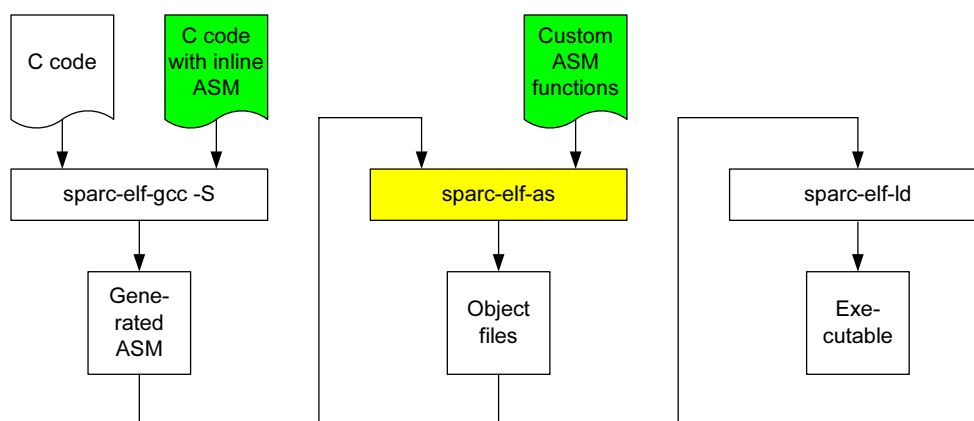 C code
C code
with inline
ASM
Custom
ASM
functions
sparc-elf-gcc -S
sparc-elf-as
sparc-elf-ld
Gene-
rated
ASM
Object
files
Exe-
cutable